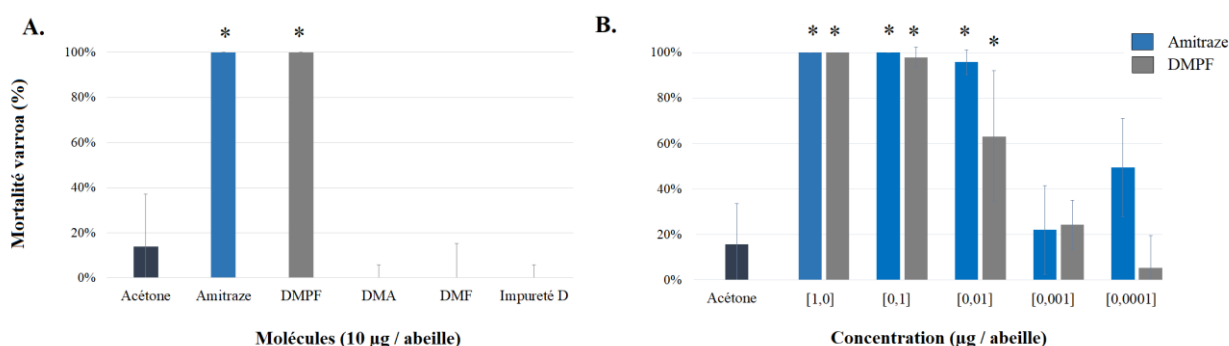 A.
Mortalité varroa (%)
100%
80%
60%
40%
20%
0%
* *
Acétone Amitraze DMPF DMA DMF Impureté D
Molécules (10 µg / abeille)
B.
Amitraze
DMPF
100%
80%
60%
40%
20%
0%
* * * * * *
Acétone [1,0] [0,1] [0,01] [0,001] [0,0001]
Concentration (µg / abeille)